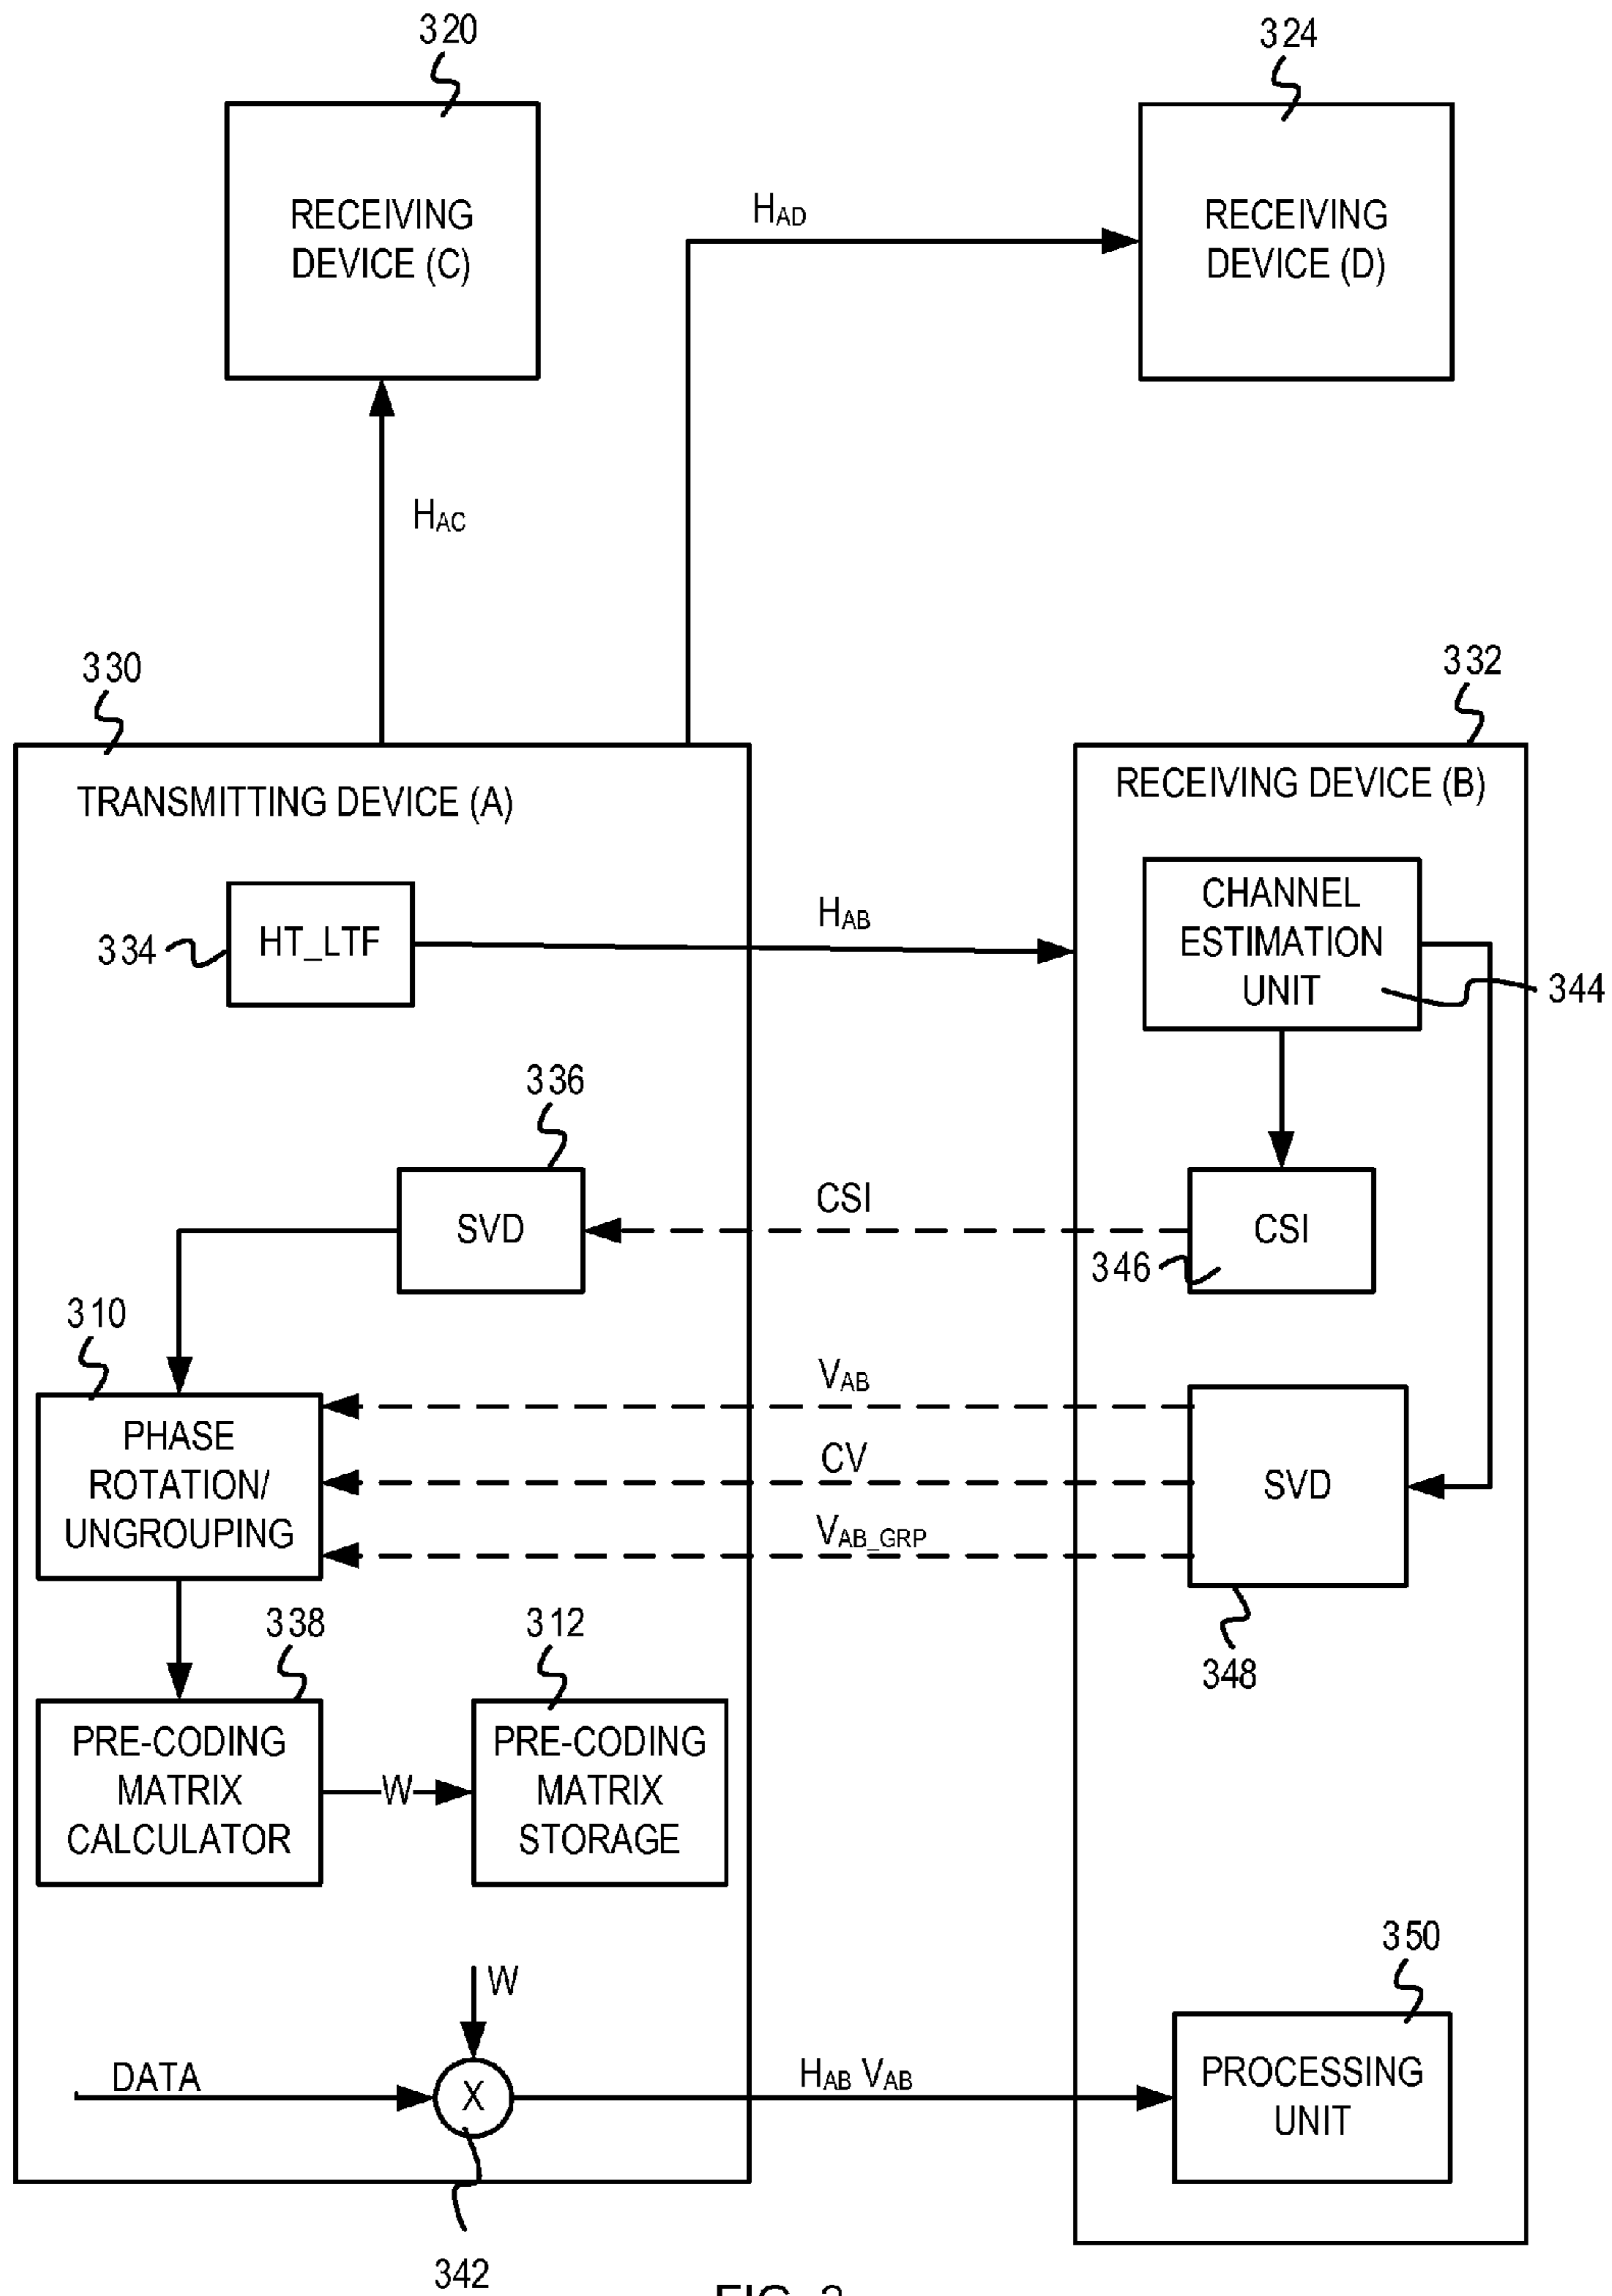 320
324
RECEIVING
DEVICE (C)
HAD
RECEIVING
DEVICE (D)
HAC
330
332
TRANSMITTING DEVICE (A)
RECEIVING DEVICE (B)
334
HT_LTF
HAB
CHANNEL
ESTIMATION
UNIT
344
336
SVD
CSI
CSI
346
310
PHASE
ROTATION/
UNGROUPING
VAB
CV
VAB_GRP
SVD
348
338
312
PRE-CODING
MATRIX
CALCULATOR
W
PRE-CODING
MATRIX
STORAGE
350
W
DATA
X
HAB VAB
PROCESSING
UNIT
342